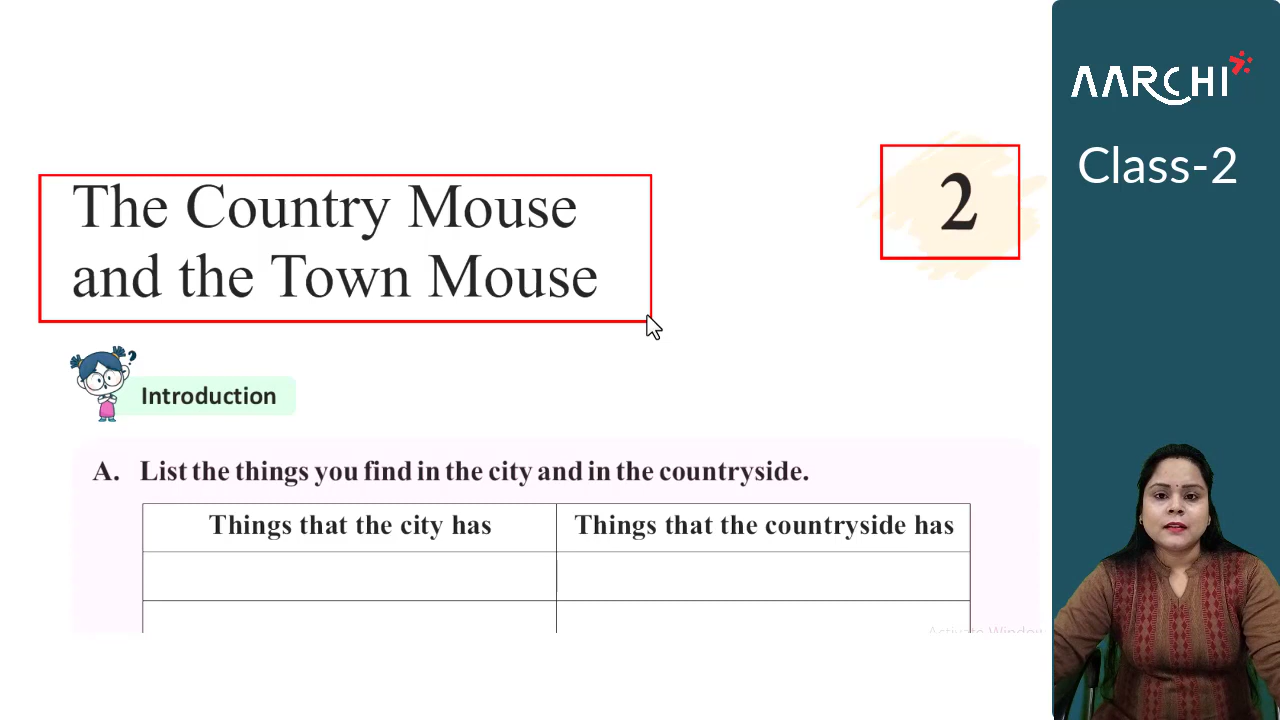 The Country Mouse
and the Town Mouse
2
Introduction
A. List the things you find in the city and in the countryside.
Things that the city has
Things that the countryside has
AARCHI
Class-2